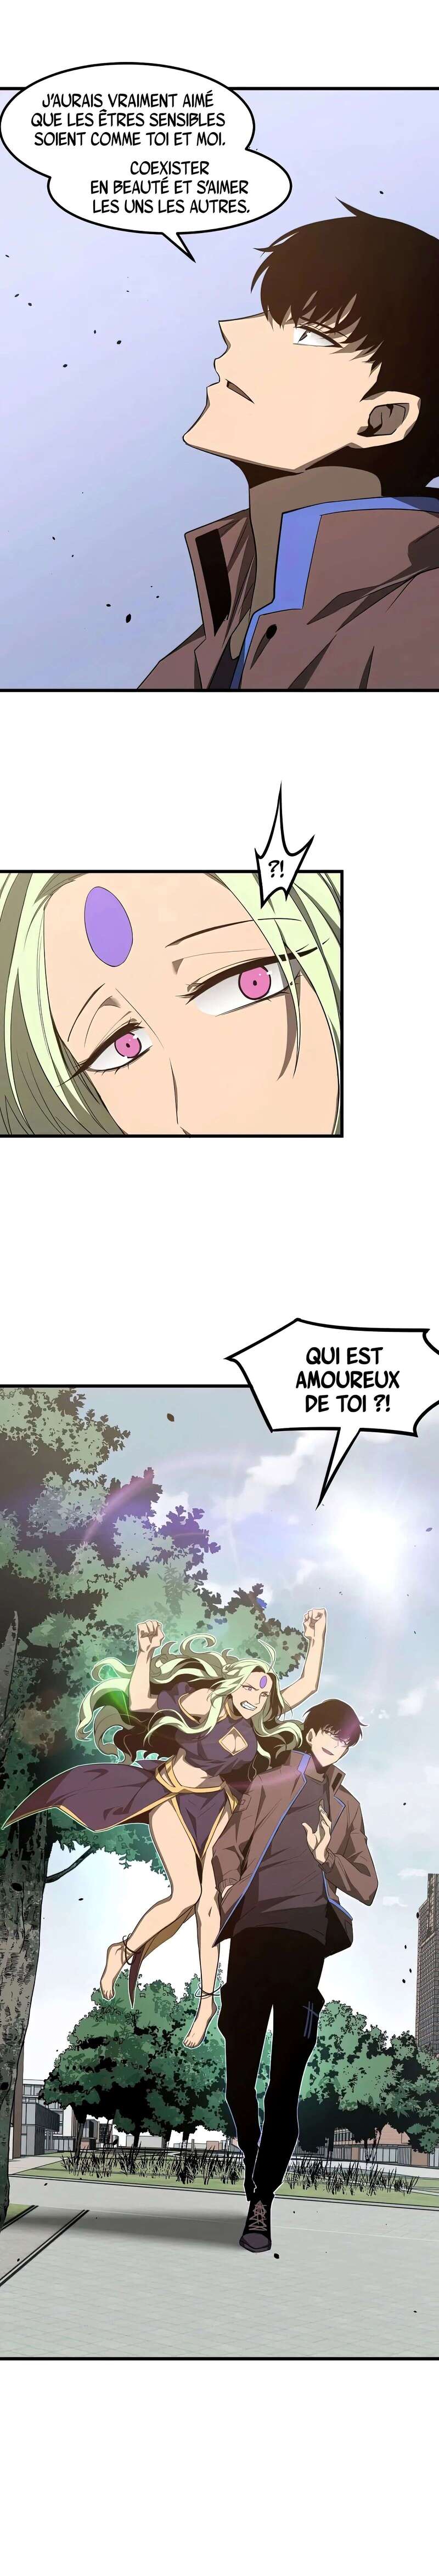 J'AURAIS VRAIMENT AIMÉ
QUE LES ÊTRES SENSIBLES
SOIENT COMME TOI ET MOI.
COEXISTER
EN BEAUTÉ ET S'AIMER
LES UNS LES AUTRES.
?!
QUI EST
AMOUREUX
DE TOI ?!